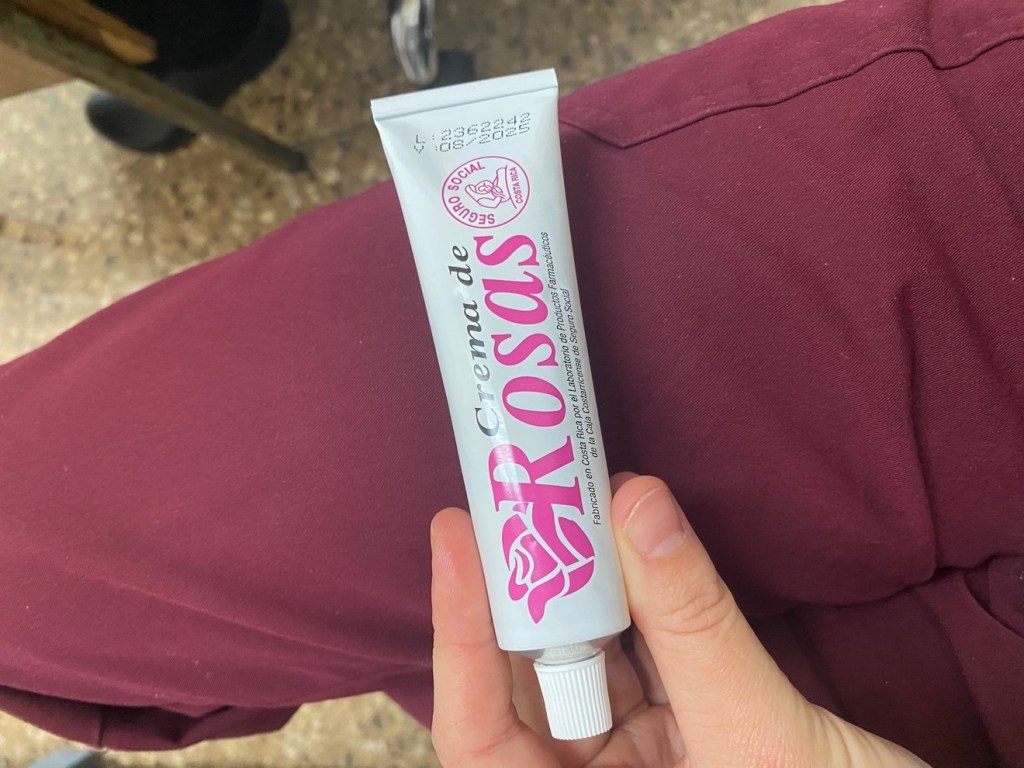 L: 2362242
V: 08/2025
SEGURO SOCIAL
COSTA RICA
Crema de
Rosas
Fabricado en Costa Rica por el Laboratorio de Productos Farmacéuticos
de la Caja Costarricense de Seguro Social